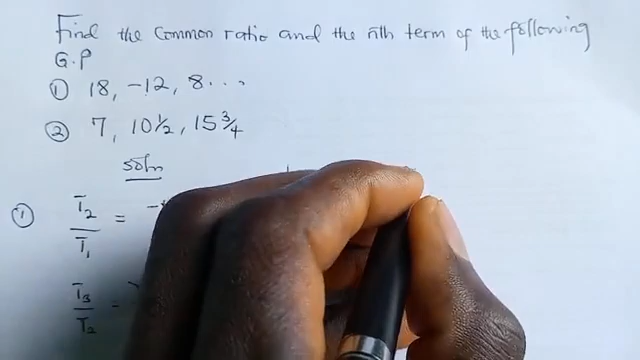 Find the Common ratio and the nth term of the following
G.P
① 18, -12, 8...
② 7, 10½, 15¾
soln
① T₂/T₁ = -
T₃/T₂ =